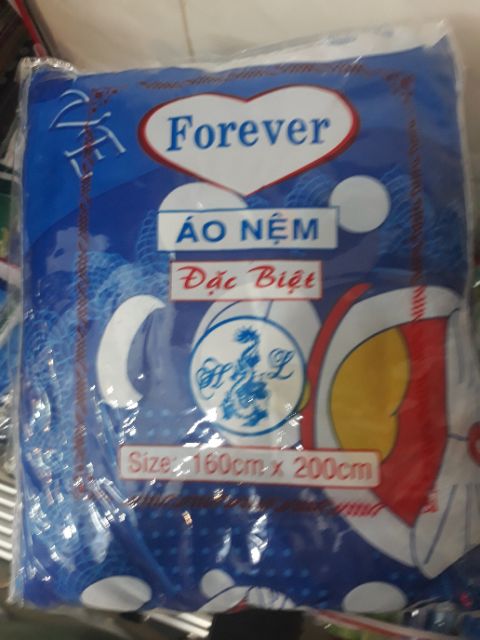 Forever
ÁO NỆM
Đặc Biệt
H L
Size: 160cm x 200cm